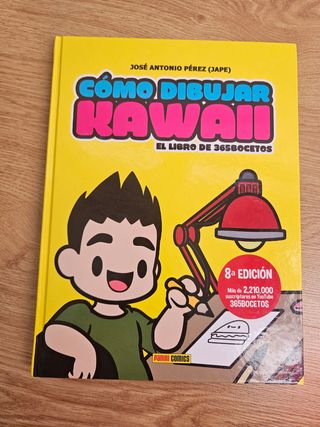 JOSÉ ANTONIO PÉREZ (JAPE)
CÓMO DIBUJAR
KAWAII
EL LIBRO DE 365BOCETOS
8ª EDICIÓN
Más de 2.210.000
suscriptores en YouTube
365BOCETOS
PANINI COMICS